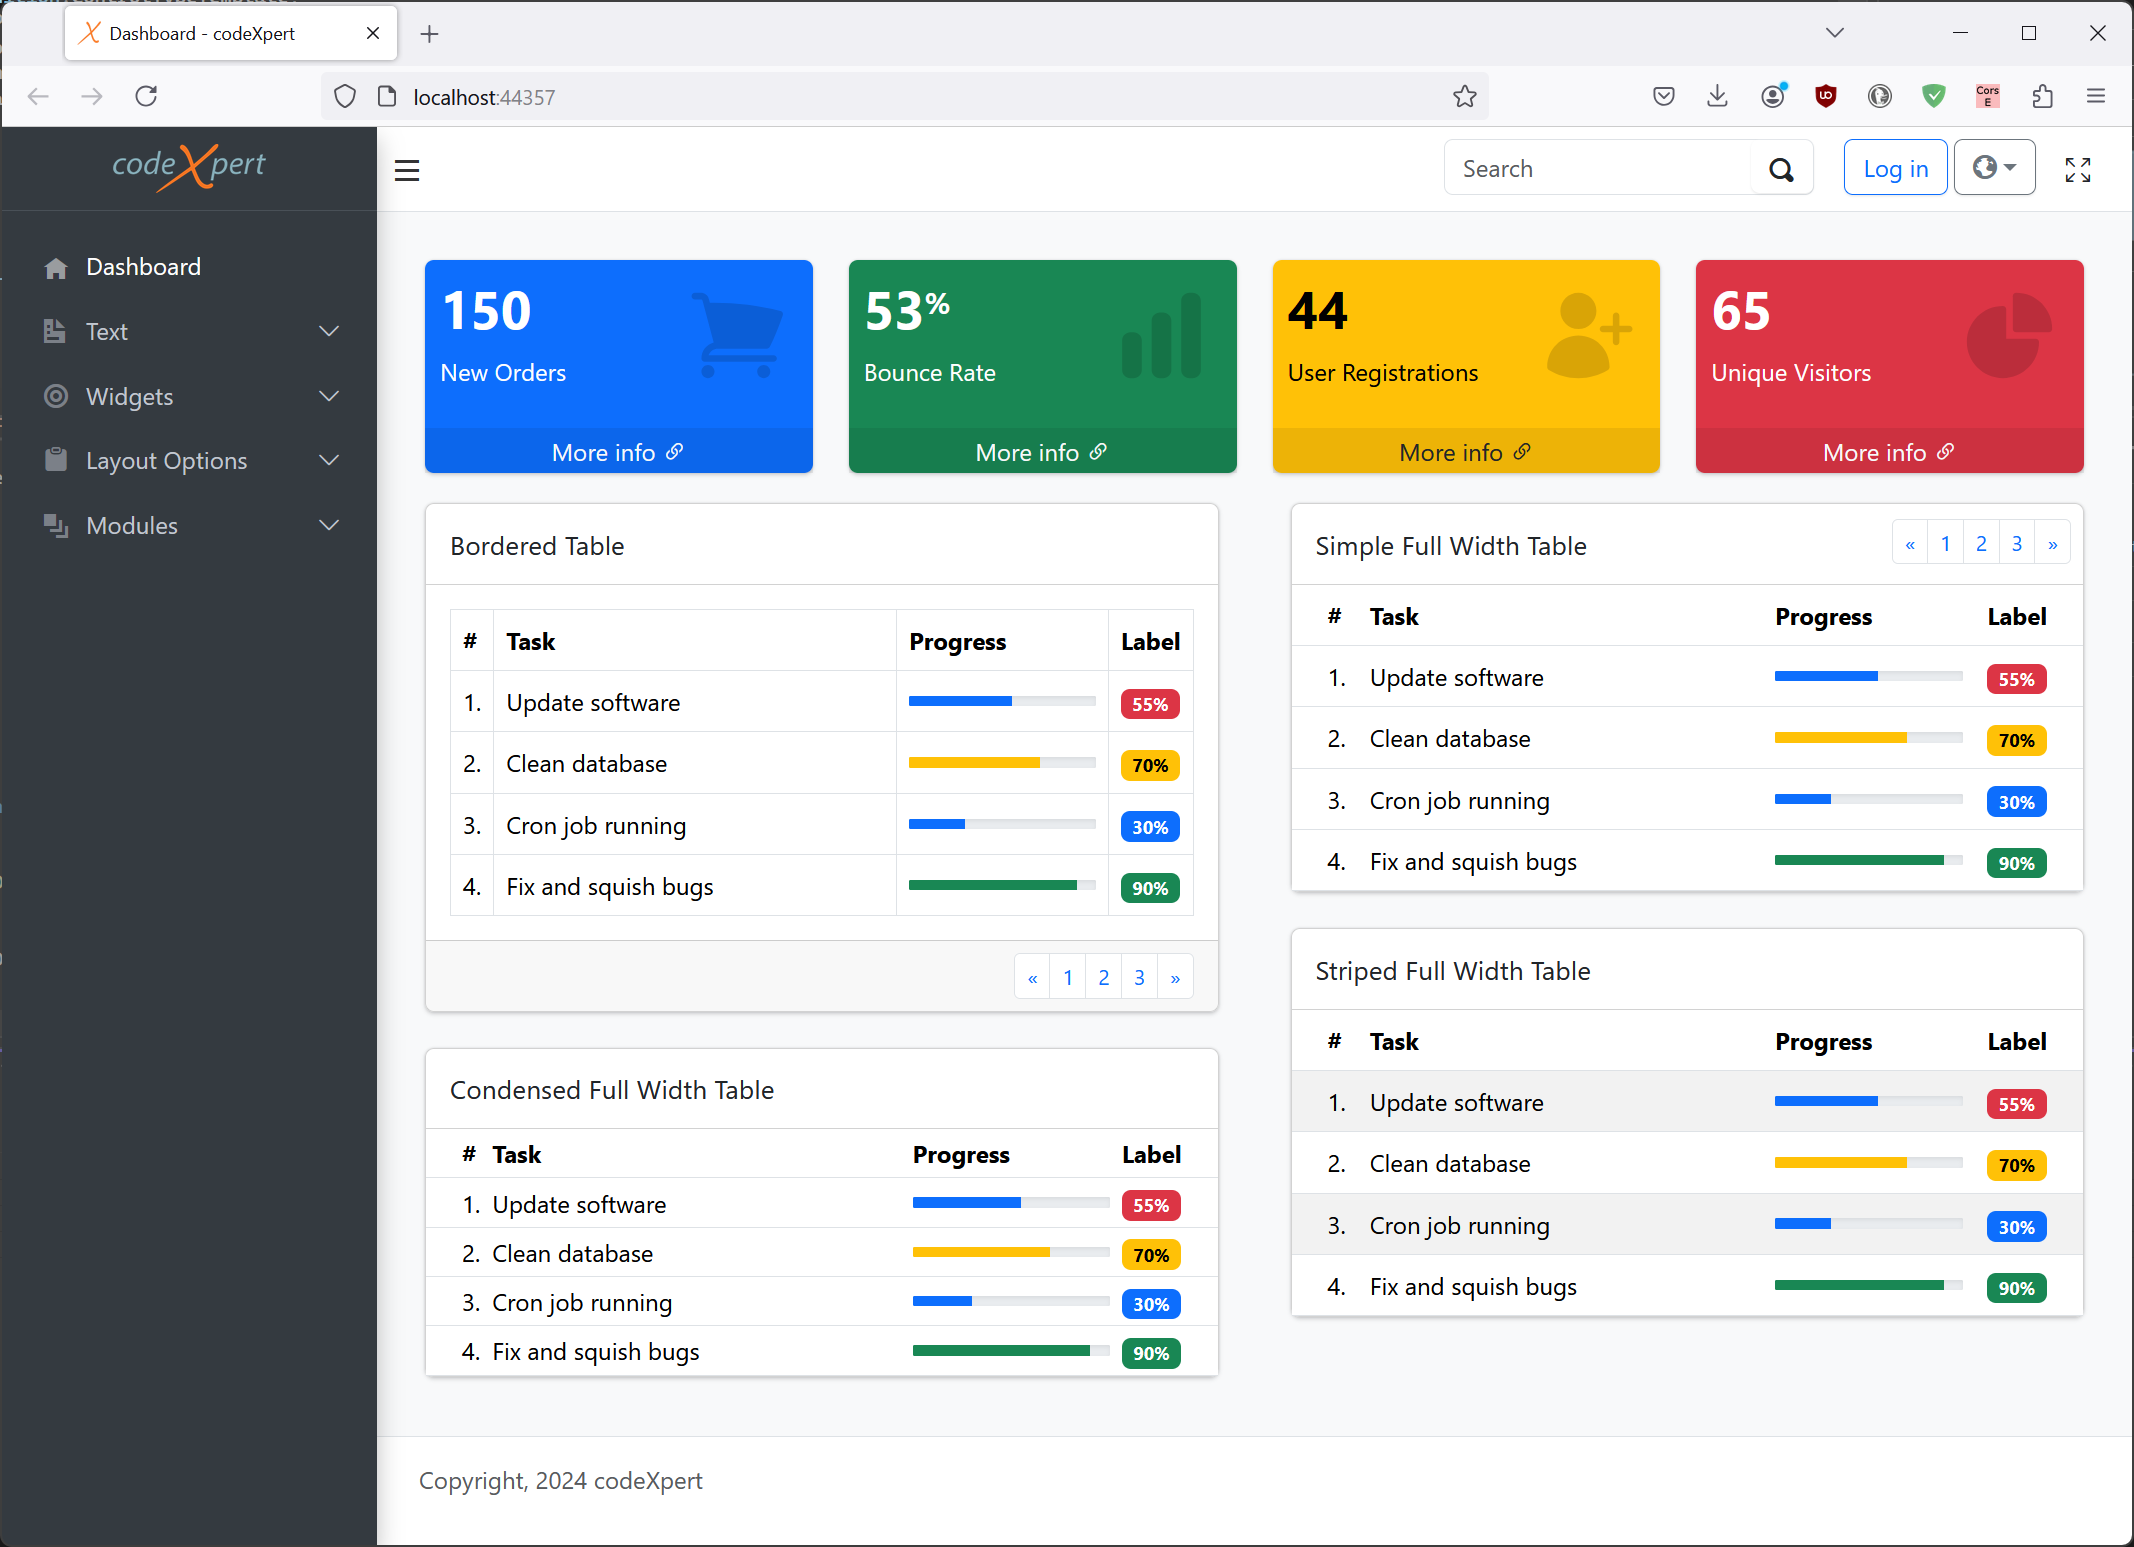 Dashboard - codeXpert
localhost:44357
Cors
E
codeXpert
Search
Log in
Dashboard
Text
Widgets
Layout Options
Modules
150
New Orders
More info
53%
Bounce Rate
More info
44
User Registrations
More info
65
Unique Visitors
More info
Bordered Table
# Task Progress Label
1. Update software 55%
2. Clean database 70%
3. Cron job running 30%
4. Fix and squish bugs 90%
« 1 2 3 »
Condensed Full Width Table
# Task Progress Label
1. Update software 55%
2. Clean database 70%
3. Cron job running 30%
4. Fix and squish bugs 90%
Simple Full Width Table
« 1 2 3 »
# Task Progress Label
1. Update software 55%
2. Clean database 70%
3. Cron job running 30%
4. Fix and squish bugs 90%
Striped Full Width Table
# Task Progress Label
1. Update software 55%
2. Clean database 70%
3. Cron job running 30%
4. Fix and squish bugs 90%
Copyright, 2024 codeXpert